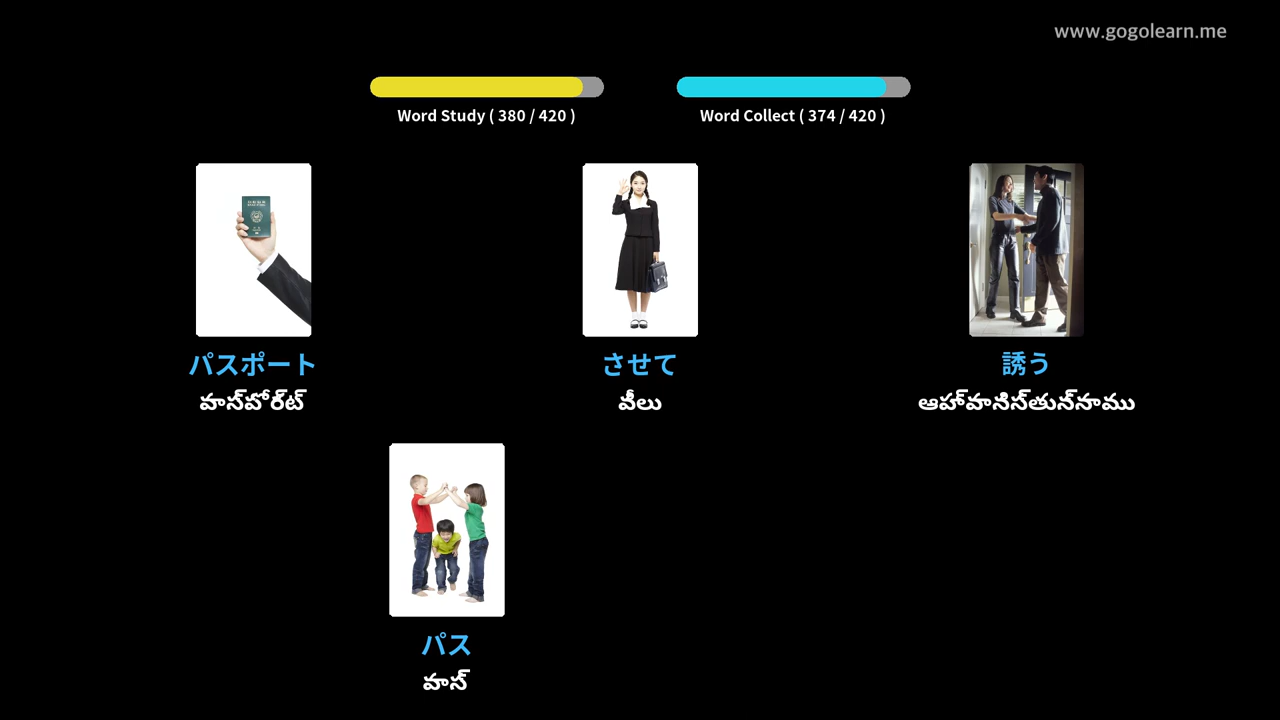 www.gogolearn.me
Word Study ( 380 / 420 )
Word Collect ( 374 / 420 )
パスポート
させて
誘う
పాస్‌పోర్‌ట్
వీలు
ఆహ్‌వానిస్‌తున్‌నాము
パス
పాస్